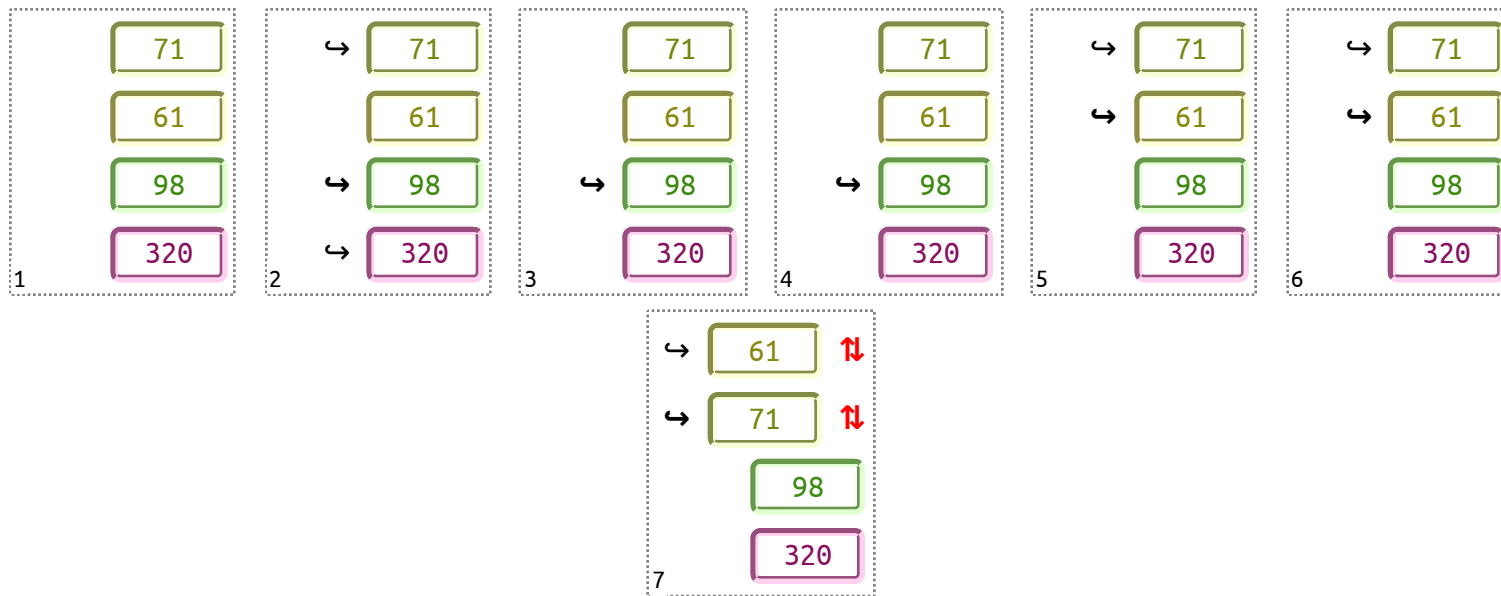 71 ↪ 71 71 71 ↪ 71 ↪ 71
61 61 61 61 ↪ 61 ↪ 61
98 ↪ 98 ↪ 98 ↪ 98 98 98
320 ↪ 320 320 320 320 320
1 2 3 4 5 6
↪ 61 ⇅
↪ 71 ⇅
98
320
7